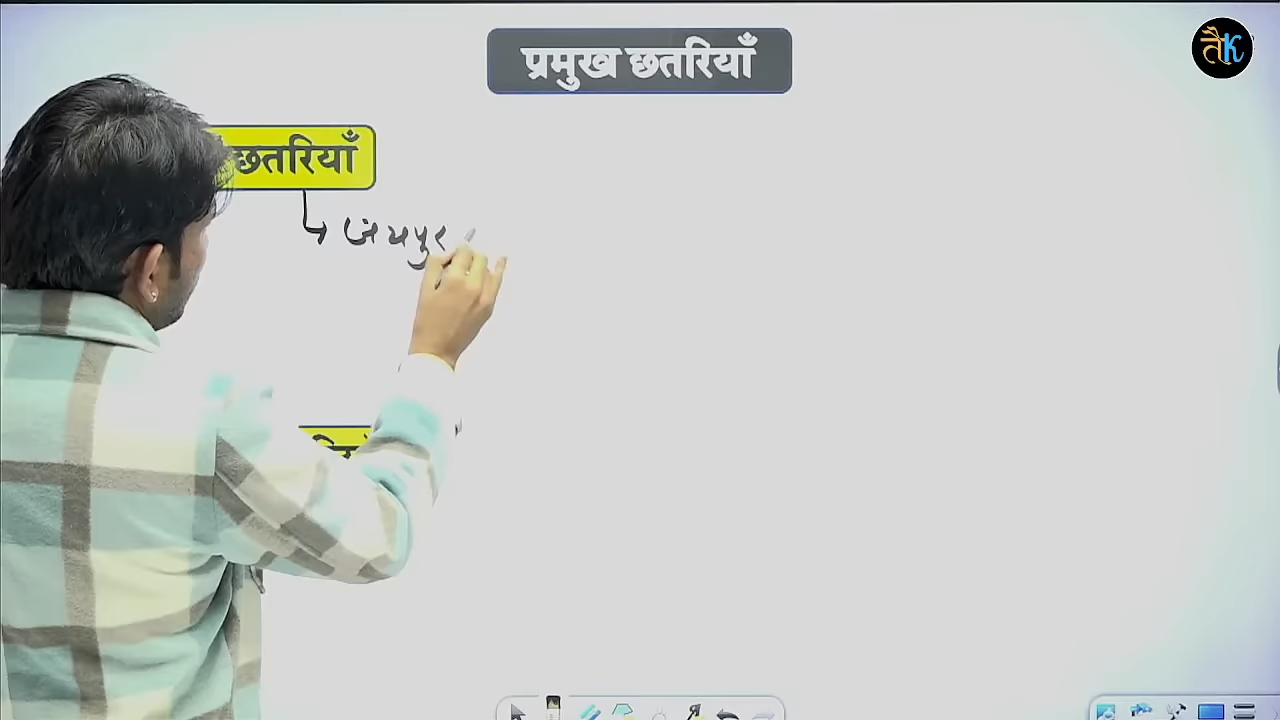 प्रमुख छतरियाँ
तैK
छतरियाँ
जयपुर